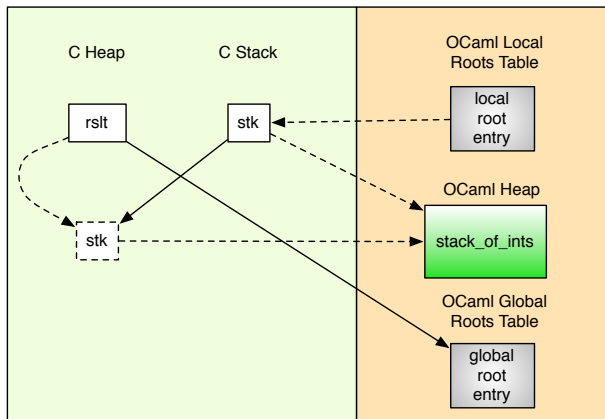 C Heap
C Stack
OCaml Local
Roots Table
rslt
stk
local
root
entry
OCaml Heap
stk
stack_of_ints
OCaml Global
Roots Table
global
root
entry